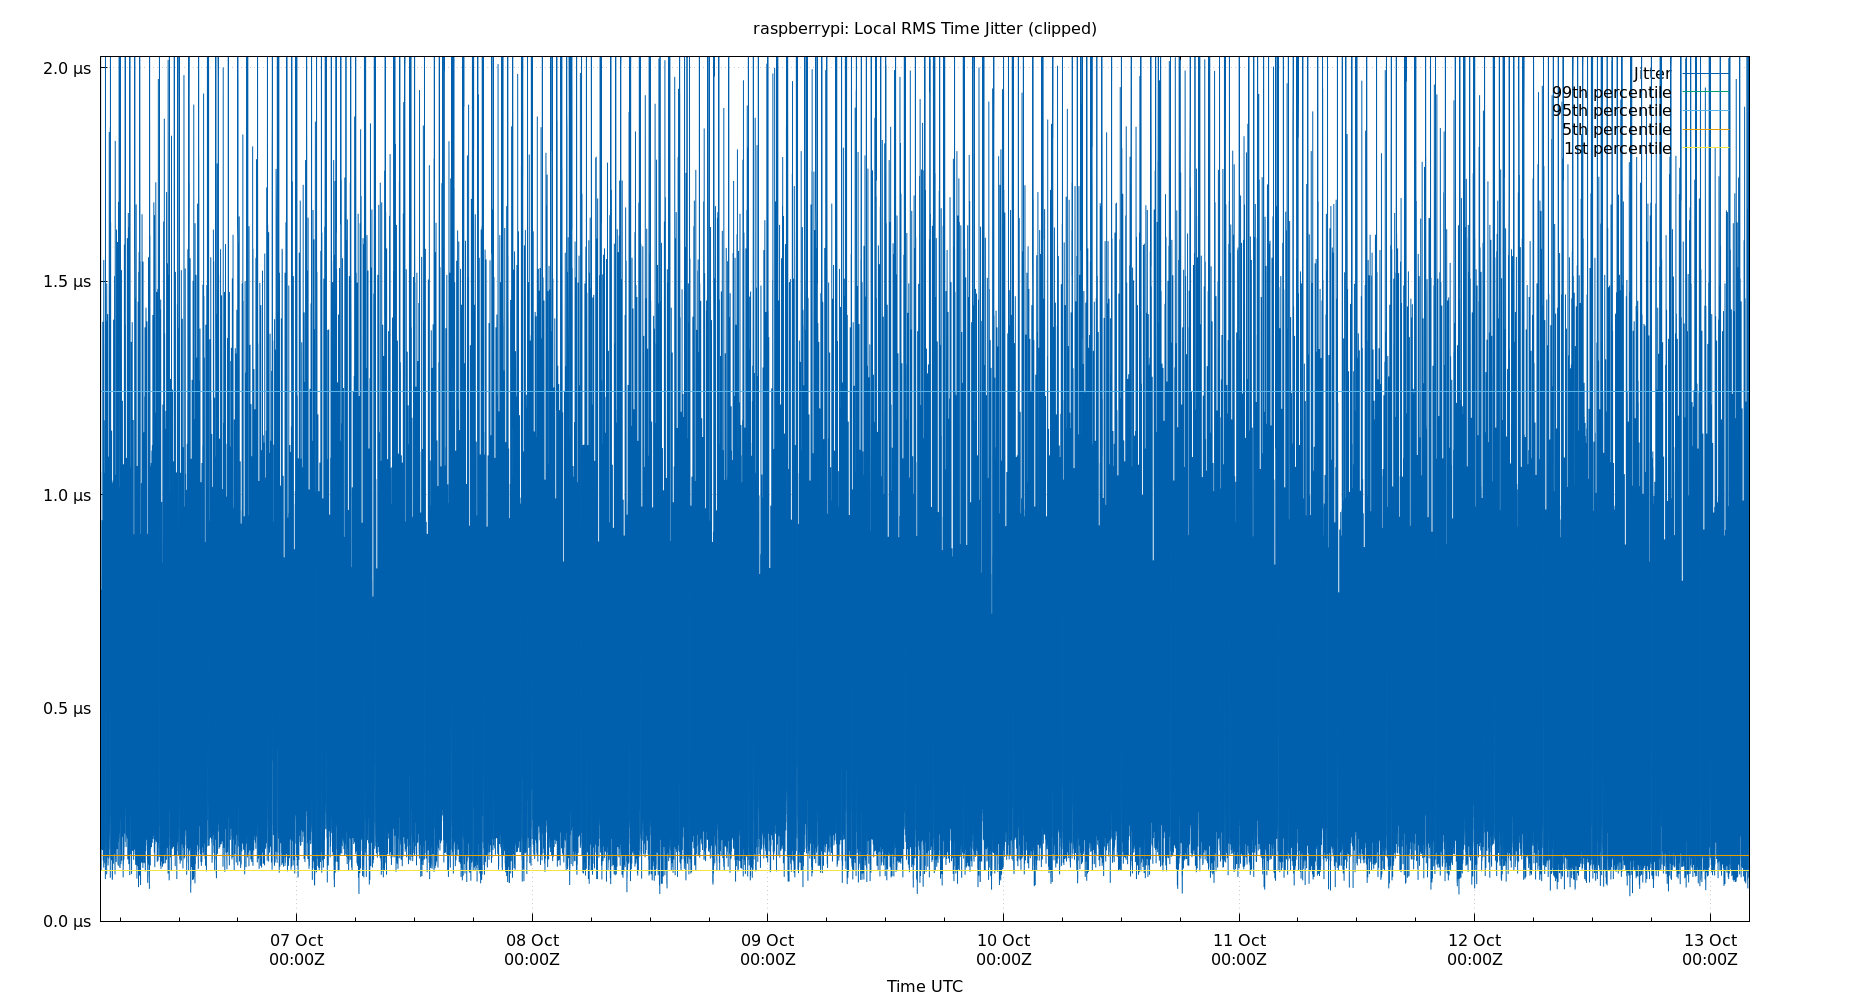 raspberrypi: Local RMS Time Jitter (clipped)
2.0 µs
1.5 µs
1.0 µs
0.5 µs
0.0 µs
Jitter
99th percentile
95th percentile
5th percentile
1st percentile
07 Oct
00:00Z
08 Oct
00:00Z
09 Oct
00:00Z
10 Oct
00:00Z
11 Oct
00:00Z
12 Oct
00:00Z
13 Oct
00:00Z
Time UTC